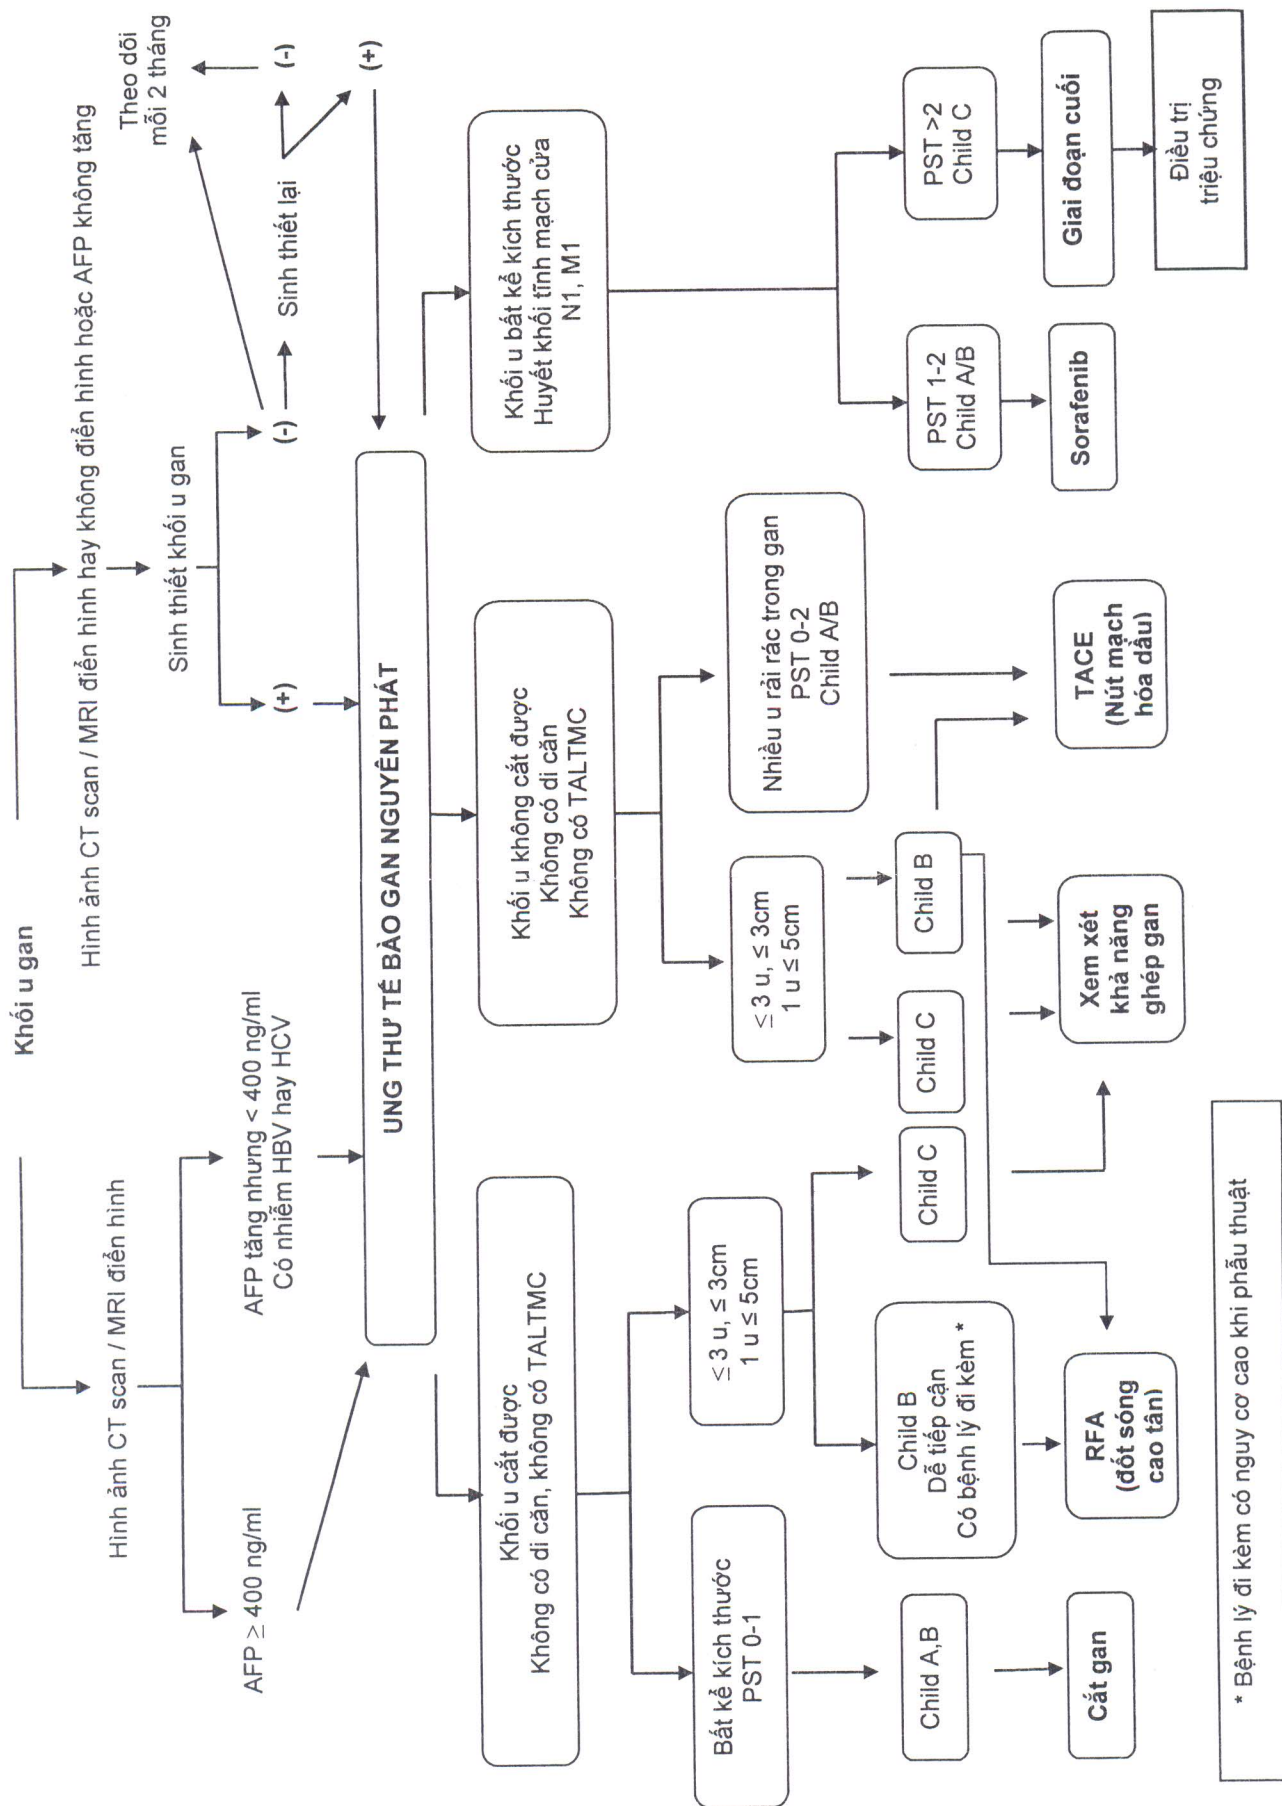 Khối u gan
Hình ảnh CT scan / MRI điển hình
Hình ảnh CT scan / MRI điển hình hay không điển hình hoặc AFP không tăng
AFP ≥ 400 ng/ml
AFP tăng nhưng < 400 ng/ml
Có nhiễm HBV hay HCV
Sinh thiết khối u gan
(+)
(-)
Sinh thiết lại
(-)
(+)
Theo dõi
mỗi 2 tháng
UNG THƯ TẾ BÀO GAN NGUYÊN PHÁT
Khối u cắt được
Không có di căn, không có TALTMC
Khối u không cắt được
Không có di căn
Không có TALTMC
Khối u bất kể kích thước
Huyết khối tĩnh mạch cửa
N1, M1
Bất kể kích thước
PST 0-1
≤ 3 u, ≤ 3cm
1 u ≤ 5cm
≤ 3 u, ≤ 3cm
1 u ≤ 5cm
Nhiều u rải rác trong gan
PST 0-2
Child A/B
PST 1-2
Child A/B
PST >2
Child C
Child A,B
Child B
Dễ tiếp cận
Có bệnh lý đi kèm *
Child C
Child C
Child B
Sorafenib
Giai đoạn cuối
Cắt gan
RFA
(đốt sóng
cao tần)
Xem xét
khả năng
ghép gan
TACE
(Nút mạch
hóa dầu)
Điều trị
triệu chứng
* Bệnh lý đi kèm có nguy cơ cao khi phẫu thuật